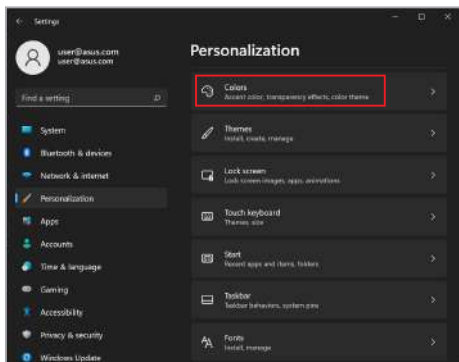 Settings
user@asus.com
user@asus.com
Find a setting
System
Bluetooth & devices
Network & internet
Personalization
Apps
Accounts
Time & language
Gaming
Accessibility
Privacy & security
Windows Update
Personalization
Colors
Accent color, transparency effects, color theme
Themes
Install, create, manage
Lock screen
Lock screen images, apps, animations
Touch keyboard
Themes, size
Start
Recent apps and items, folders
Taskbar
Taskbar behaviors, system pins
Fonts
Install, manage